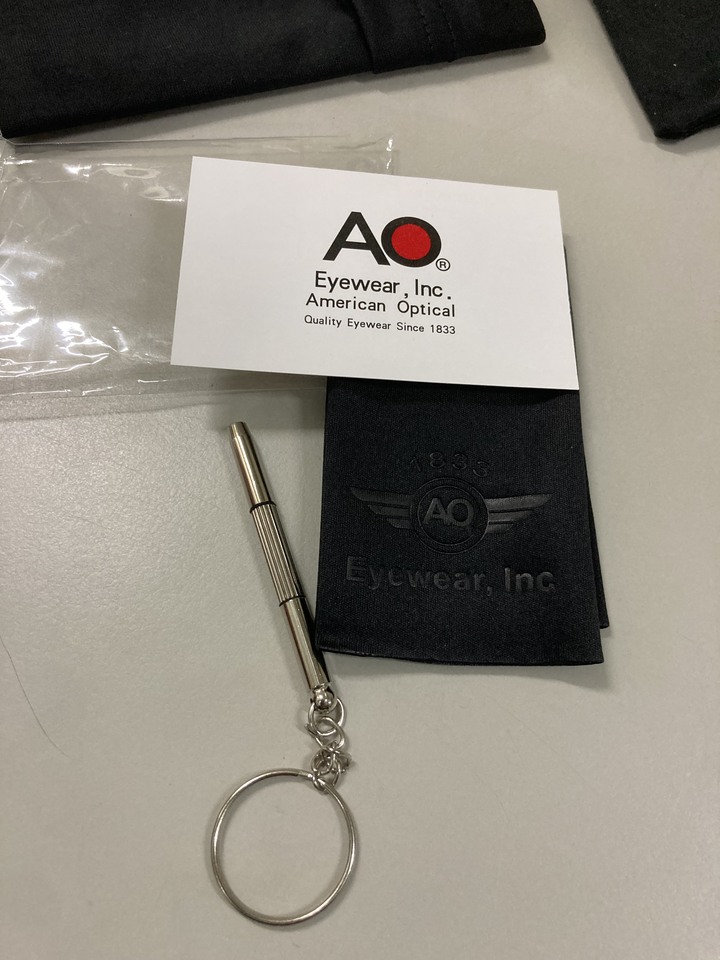 AO®
Eyewear, Inc.
American Optical
Quality Eyewear Since 1833
1833
AO
Eyewear, Inc